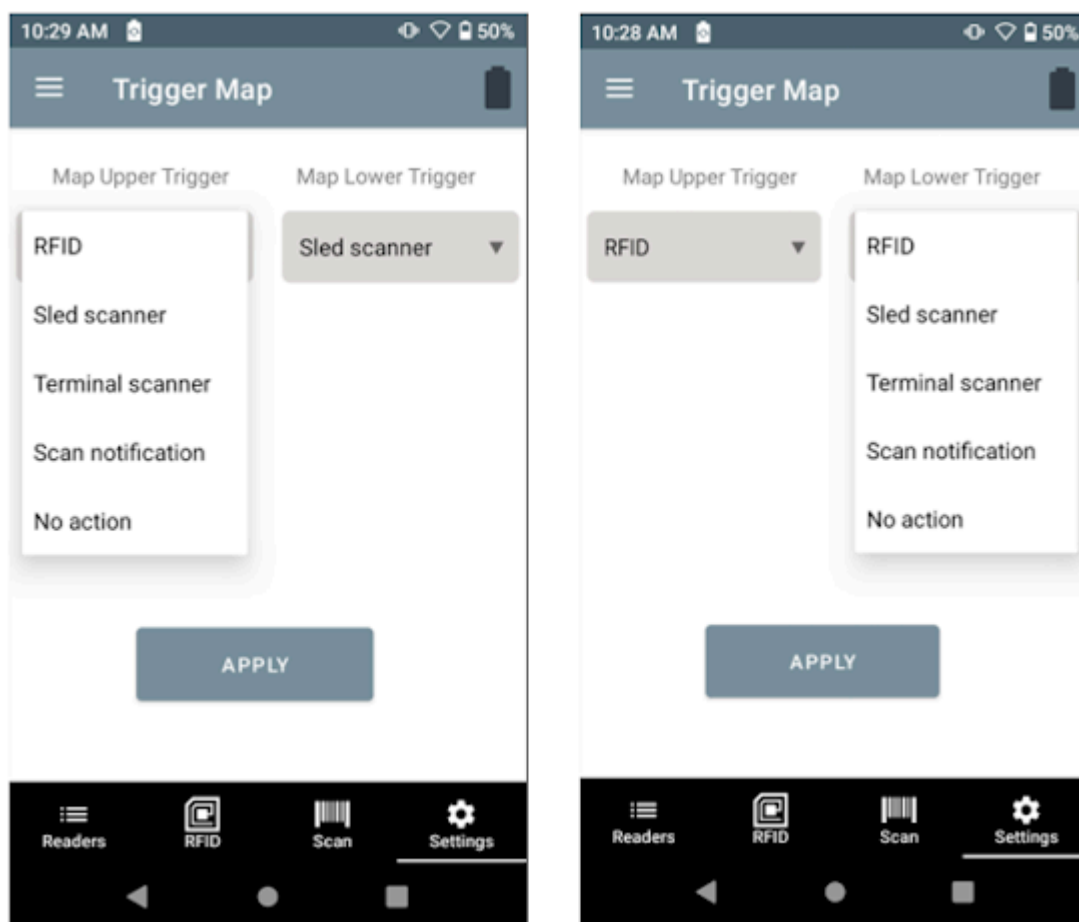 10:29 AM 50%
Trigger Map
Map Upper Trigger Map Lower Trigger
RFID Sled scanner
Sled scanner
Terminal scanner
Scan notification
No action
APPLY
Readers RFID Scan Settings
10:28 AM 50%
Trigger Map
Map Upper Trigger Map Lower Trigger
RFID RFID
Sled scanner
Terminal scanner
Scan notification
No action
APPLY
Readers RFID Scan Settings